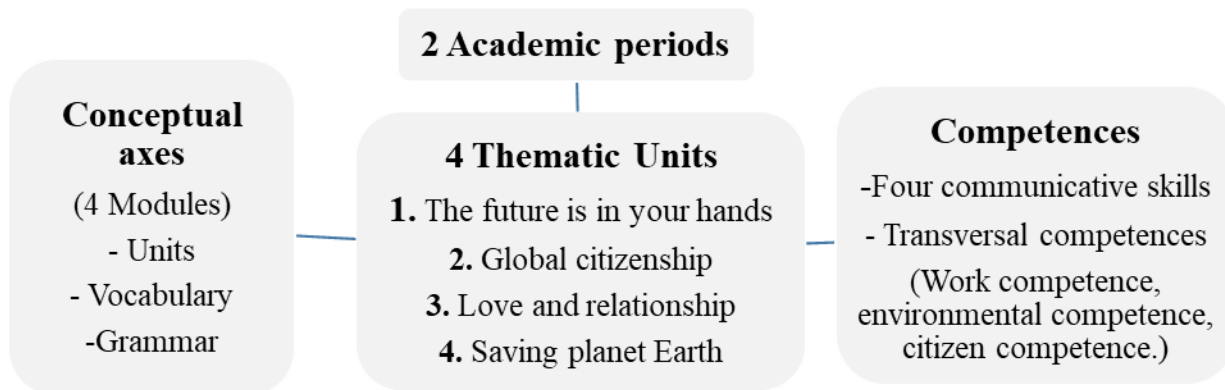 2 Academic periods
Conceptual
axes
(4 Modules)
- Units
- Vocabulary
-Grammar
4 Thematic Units
1. The future is in your hands
2. Global citizenship
3. Love and relationship
4. Saving planet Earth
Competences
-Four communicative skills
- Transversal competences
(Work competence,
environmental competence,
citizen competence.)